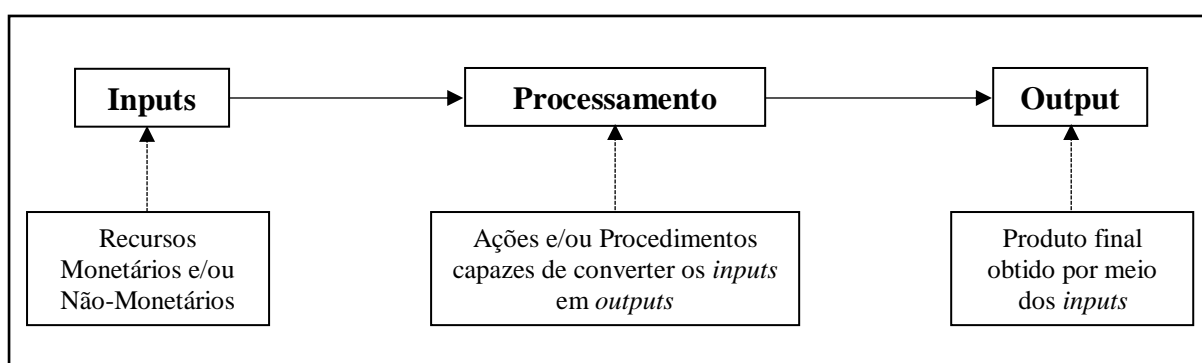 Inputs
Processamento
Output
Recursos
Monetários e/ou
Não-Monetários
Ações e/ou Procedimentos
capazes de converter os inputs
em outputs
Produto final
obtido por meio
dos inputs